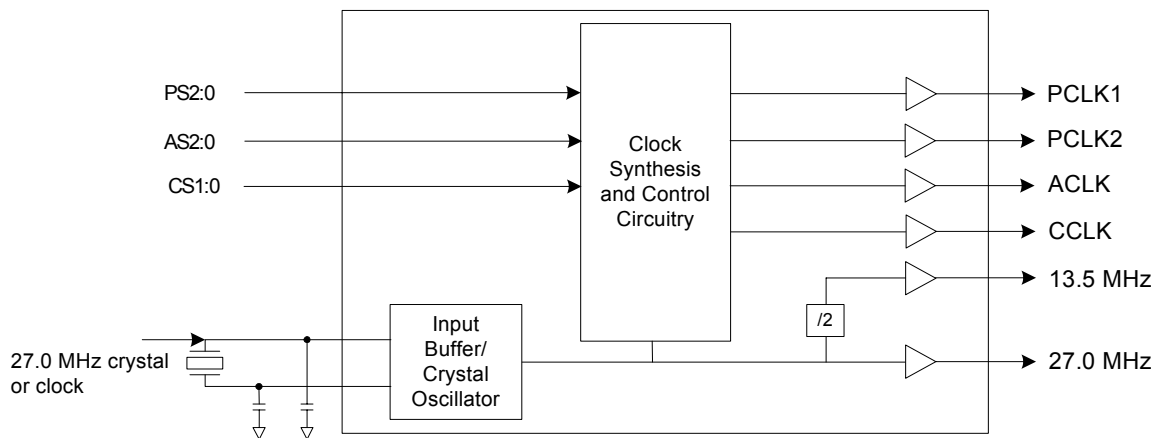 PS2:0
AS2:0
CS1:0
Clock
Synthesis
and Control
Circuitry
PCLK1
PCLK2
ACLK
CCLK
13.5 MHz
/2
27.0 MHz
Input
Buffer/
Crystal
Oscillator
27.0 MHz crystal
or clock